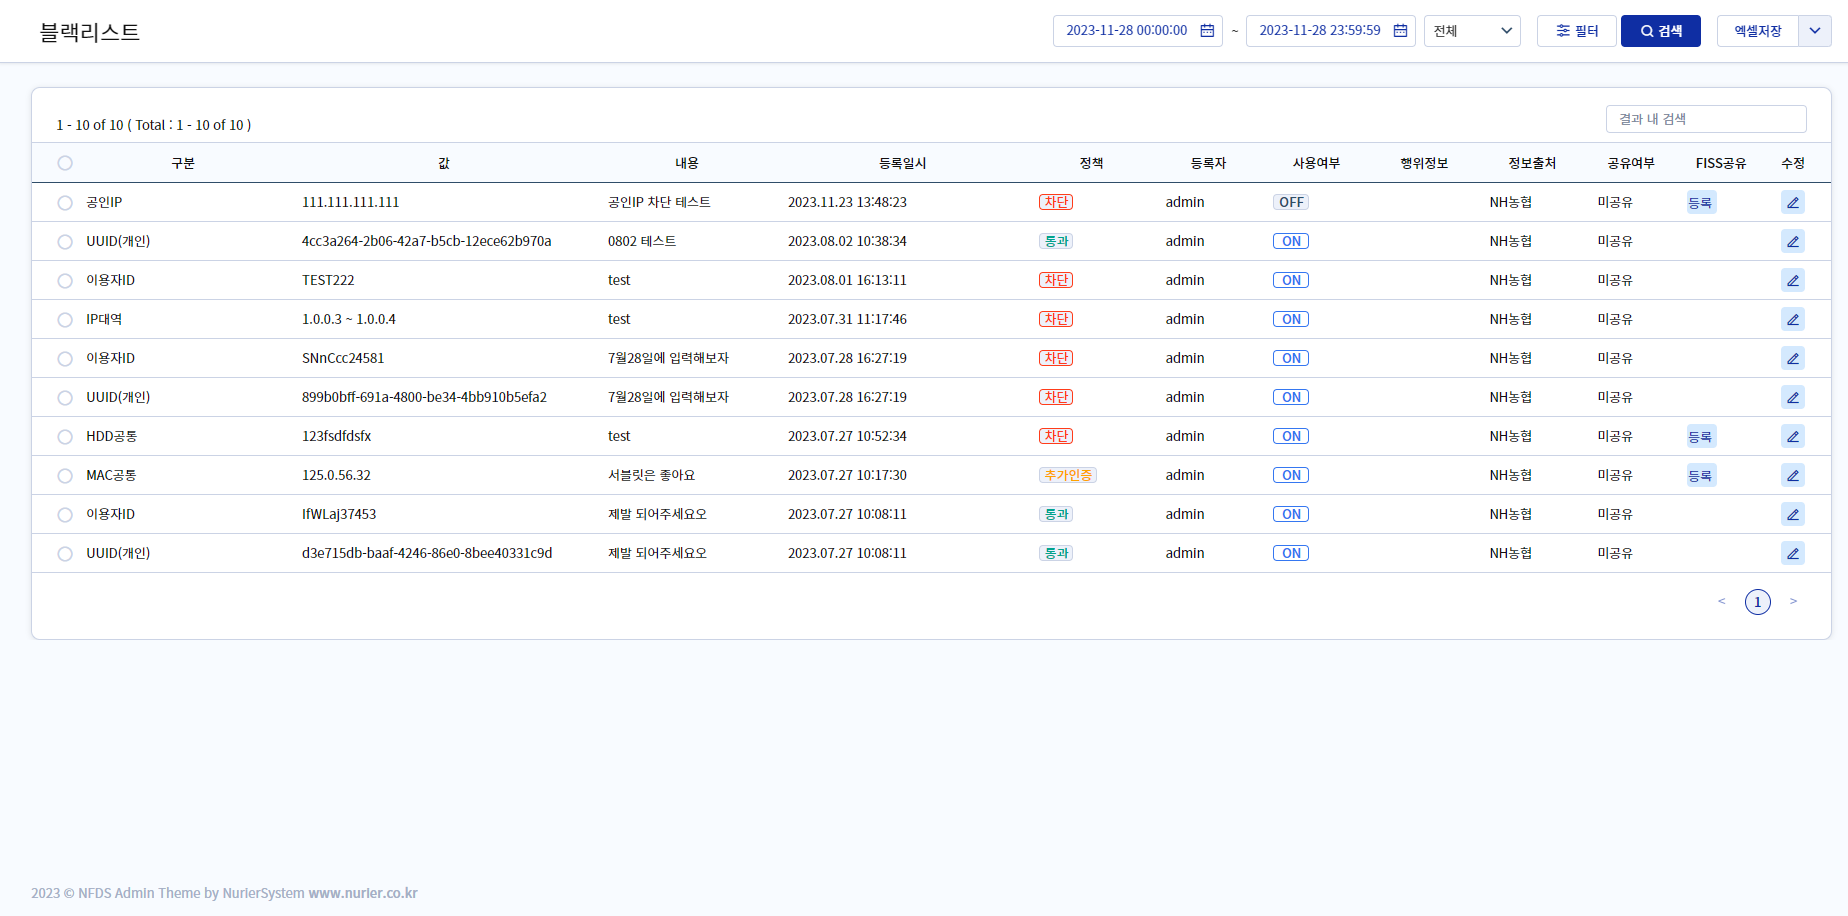 블랙리스트
2023-11-28 00:00:00 ~ 2023-11-28 23:59:59 전체 필터 검색 엑셀저장
1 - 10 of 10 ( Total : 1 - 10 of 10 ) 결과 내 검색
구분 값 내용 등록일시 정책 등록자 사용여부 행위정보 정보출처 공유여부 FISS공유 수정
공인IP 111.111.111.111 공인IP 차단 테스트 2023.11.23 13:48:23 차단 admin OFF NH농협 미공유 등록
UUID(개인) 4cc3a264-2b06-42a7-b5cb-12ece62b970a 0802 테스트 2023.08.02 10:38:34 통과 admin ON NH농협 미공유
이용자ID TEST222 test 2023.08.01 16:13:11 차단 admin ON NH농협 미공유
IP대역 1.0.0.3 ~ 1.0.0.4 test 2023.07.31 11:17:46 차단 admin ON NH농협 미공유
이용자ID SNnCcc24581 7월28일에 입력해보자 2023.07.28 16:27:19 차단 admin ON NH농협 미공유
UUID(개인) 899b0bff-691a-4800-be34-4bb910b5efa2 7월28일에 입력해보자 2023.07.28 16:27:19 차단 admin ON NH농협 미공유
HDD공통 123fsdfdsfx test 2023.07.27 10:52:34 차단 admin ON NH농협 미공유 등록
MAC공통 125.0.56.32 서블릿은 좋아요 2023.07.27 10:17:30 추가인증 admin ON NH농협 미공유 등록
이용자ID IfWLaj37453 제발 되어주세요오 2023.07.27 10:08:11 통과 admin ON NH농협 미공유
UUID(개인) d3e715db-baaf-4246-86e0-8bee40331c9d 제발 되어주세요오 2023.07.27 10:08:11 통과 admin ON NH농협 미공유
< 1 >
2023 © NFDS Admin Theme by NurierSystem www.nurier.co.kr